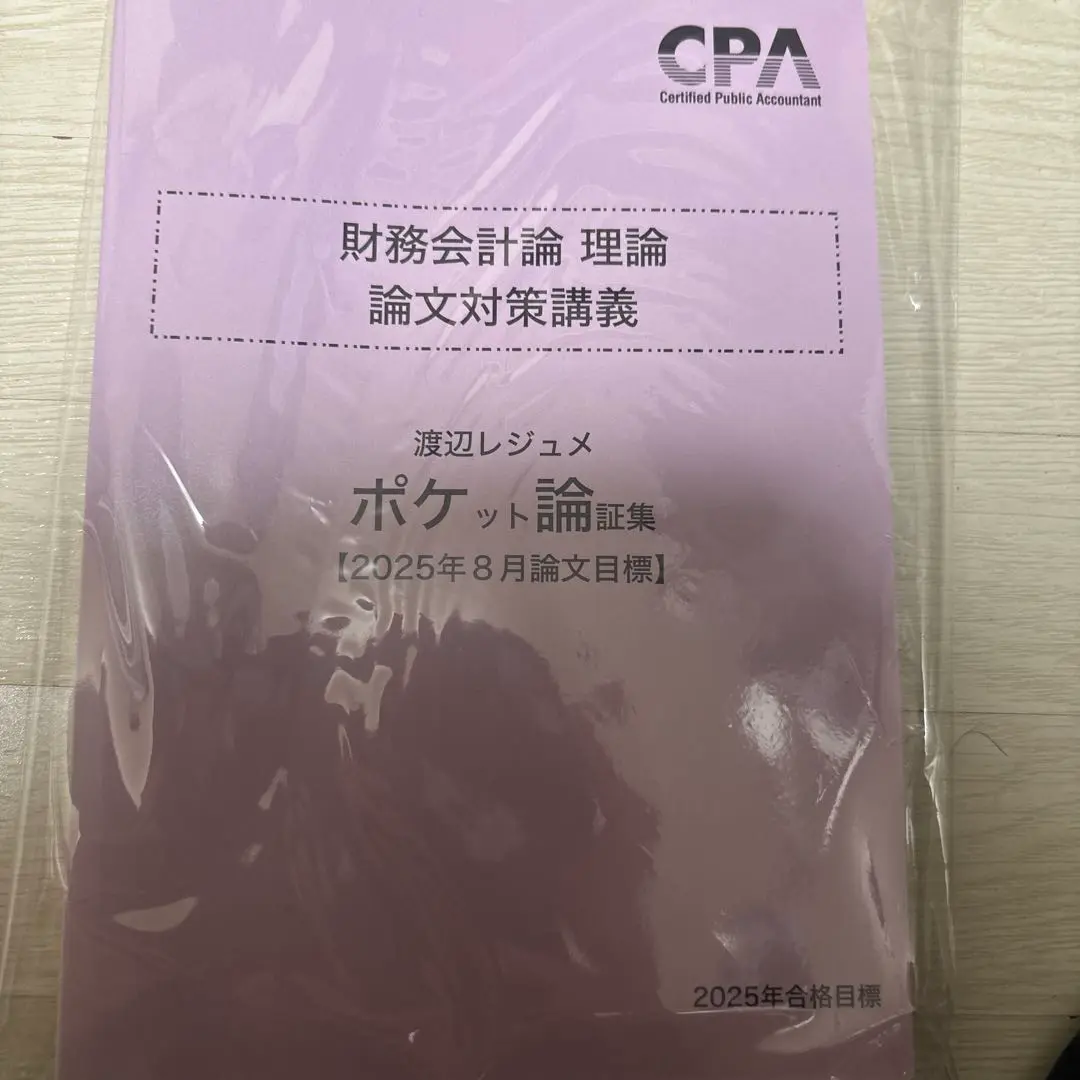 CPA
Certified Public Accountant
財務会計論 理論
論文対策講義
渡辺レジュメ
ポケット論証集
【2025年８月論文目標】
2025年合格目標